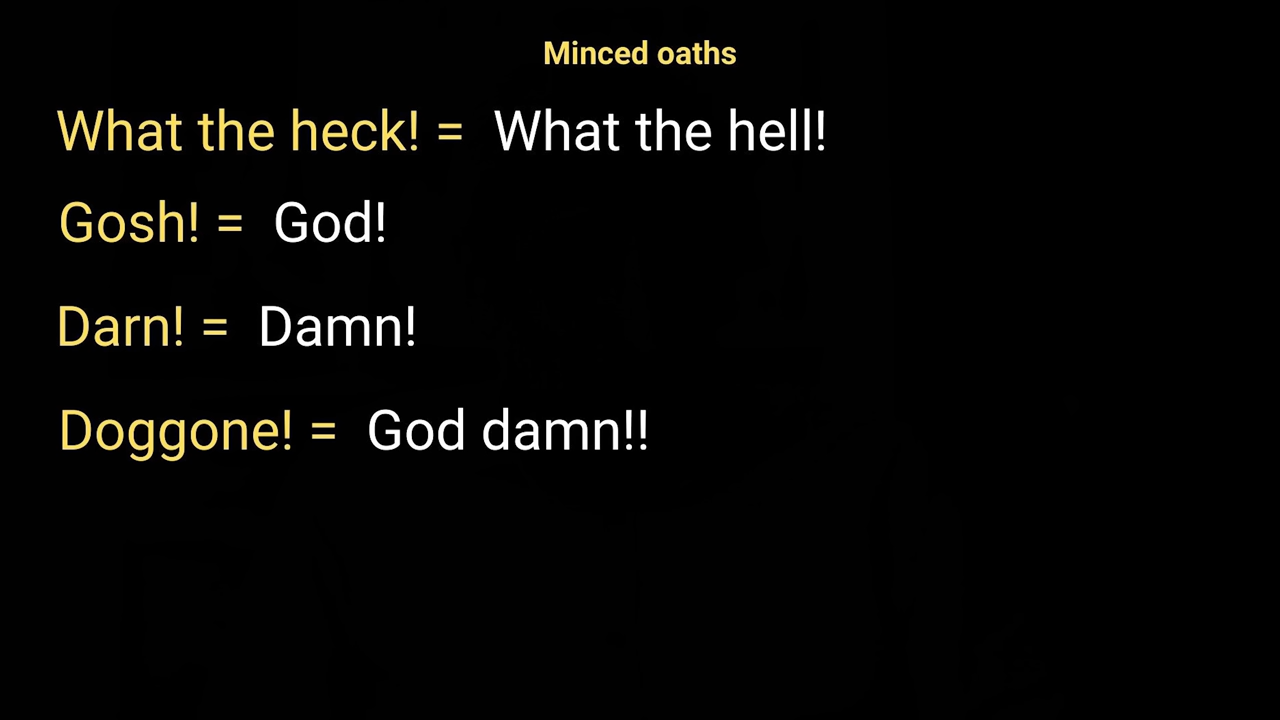 Minced oaths
What the heck! = What the hell!
Gosh! = God!
Darn! = Damn!
Doggone! = God damn!!